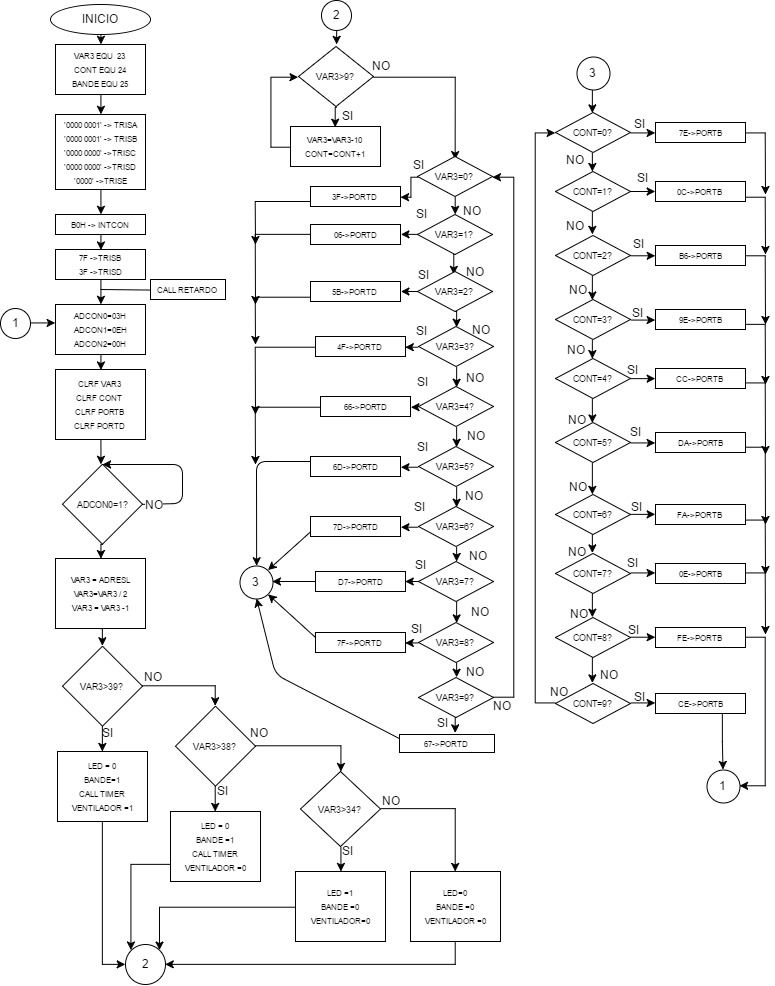 INICIO
VAR3 EQU 23
CONT EQU 24
BANDE EQU 25
'0000 0001' -> TRISA
'0000 0001' -> TRISB
'0000 0000' ->TRISC
'0000 0000' ->TRISD
'0000' ->TRISE
B0H -> INTCON
7F ->TRISB
3F ->TRISD
CALL RETARDO
1
ADCON0=03H
ADCON1=0EH
ADCON2=00H
CLRF VAR3
CLRF CONT
CLRF PORTB
CLRF PORTD
ADCON0=1?
NO
VAR3 = ADRESL
VAR3=VAR3 / 2
VAR3 = VAR3 -1
VAR3>39?
NO
SI
LED = 0
BANDE=1
CALL TIMER
VENTILADOR =1
VAR3>38?
NO
SI
LED = 0
BANDE =1
CALL TIMER
VENTILADOR =0
VAR3>34?
NO
SI
LED =1
BANDE =0
VENTILADOR=0
LED=0
BANDE =0
VENTILADOR =0
2
2
VAR3>9?
NO
SI
VAR3=VAR3-10
CONT=CONT+1
VAR3=0?
SI
3F->PORTD
NO
VAR3=1?
SI
06->PORTD
NO
VAR3=2?
SI
5B->PORTD
NO
VAR3=3?
SI
4F->PORTD
NO
VAR3=4?
SI
66->PORTD
NO
VAR3=5?
SI
6D->PORTD
NO
VAR3=6?
SI
7D->PORTD
NO
VAR3=7?
SI
D7->PORTD
NO
VAR3=8?
SI
7F->PORTD
NO
VAR3=9?
NO
SI
67->PORTD
3
3
CONT=0?
SI
7E->PORTB
NO
CONT=1?
SI
0C->PORTB
NO
CONT=2?
SI
B6->PORTB
NO
CONT=3?
SI
9E->PORTB
NO
CONT=4?
SI
CC->PORTB
NO
CONT=5?
SI
DA->PORTB
NO
CONT=6?
SI
FA->PORTB
NO
CONT=7?
SI
0E->PORTB
NO
CONT=8?
SI
FE->PORTB
NO
CONT=9?
NO
SI
CE->PORTB
1